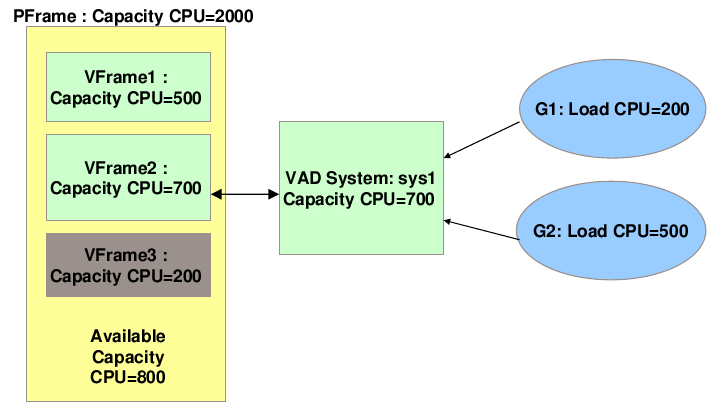 PFrame : Capacity CPU=2000
VFrame1 :
Capacity CPU=500
VFrame2 :
Capacity CPU=700
VFrame3 :
Capacity CPU=200
Available
Capacity
CPU=800
VAD System: sys1
Capacity CPU=700
G1: Load CPU=200
G2: Load CPU=500